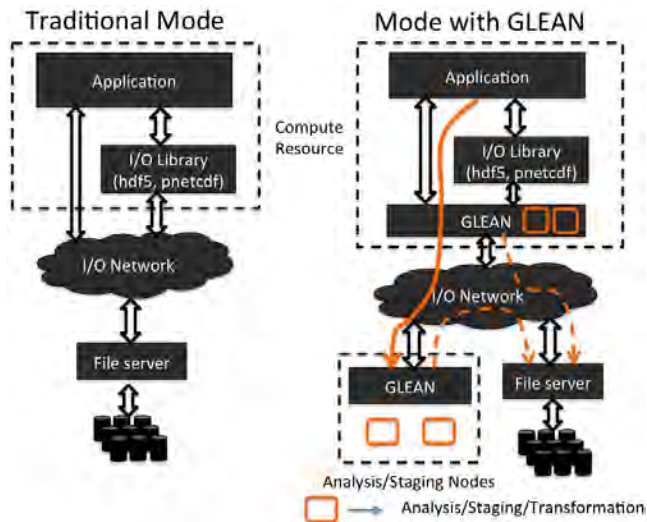 Traditional Mode
Application
I/O Library
(hdf5, pnetcdf)
I/O Network
File server
Compute
Resource
Mode with GLEAN
Application
I/O Library
(hdf5, pnetcdf)
GLEAN
I/O Network
GLEAN
File server
Analysis/Staging Nodes
Analysis/Staging/Transformation